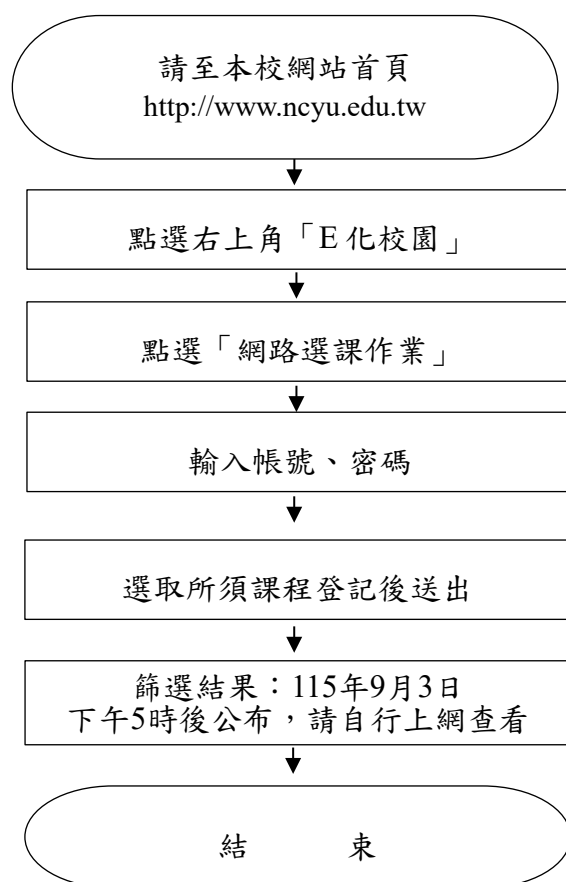 請至本校網站首頁
http://www.ncyu.edu.tw
點選右上角「E化校園」
點選「網路選課作業」
輸入帳號、密碼
選取所須課程登記後送出
篩選結果：115年9月3日
下午5時後公布，請自行上網查看
結　　　束